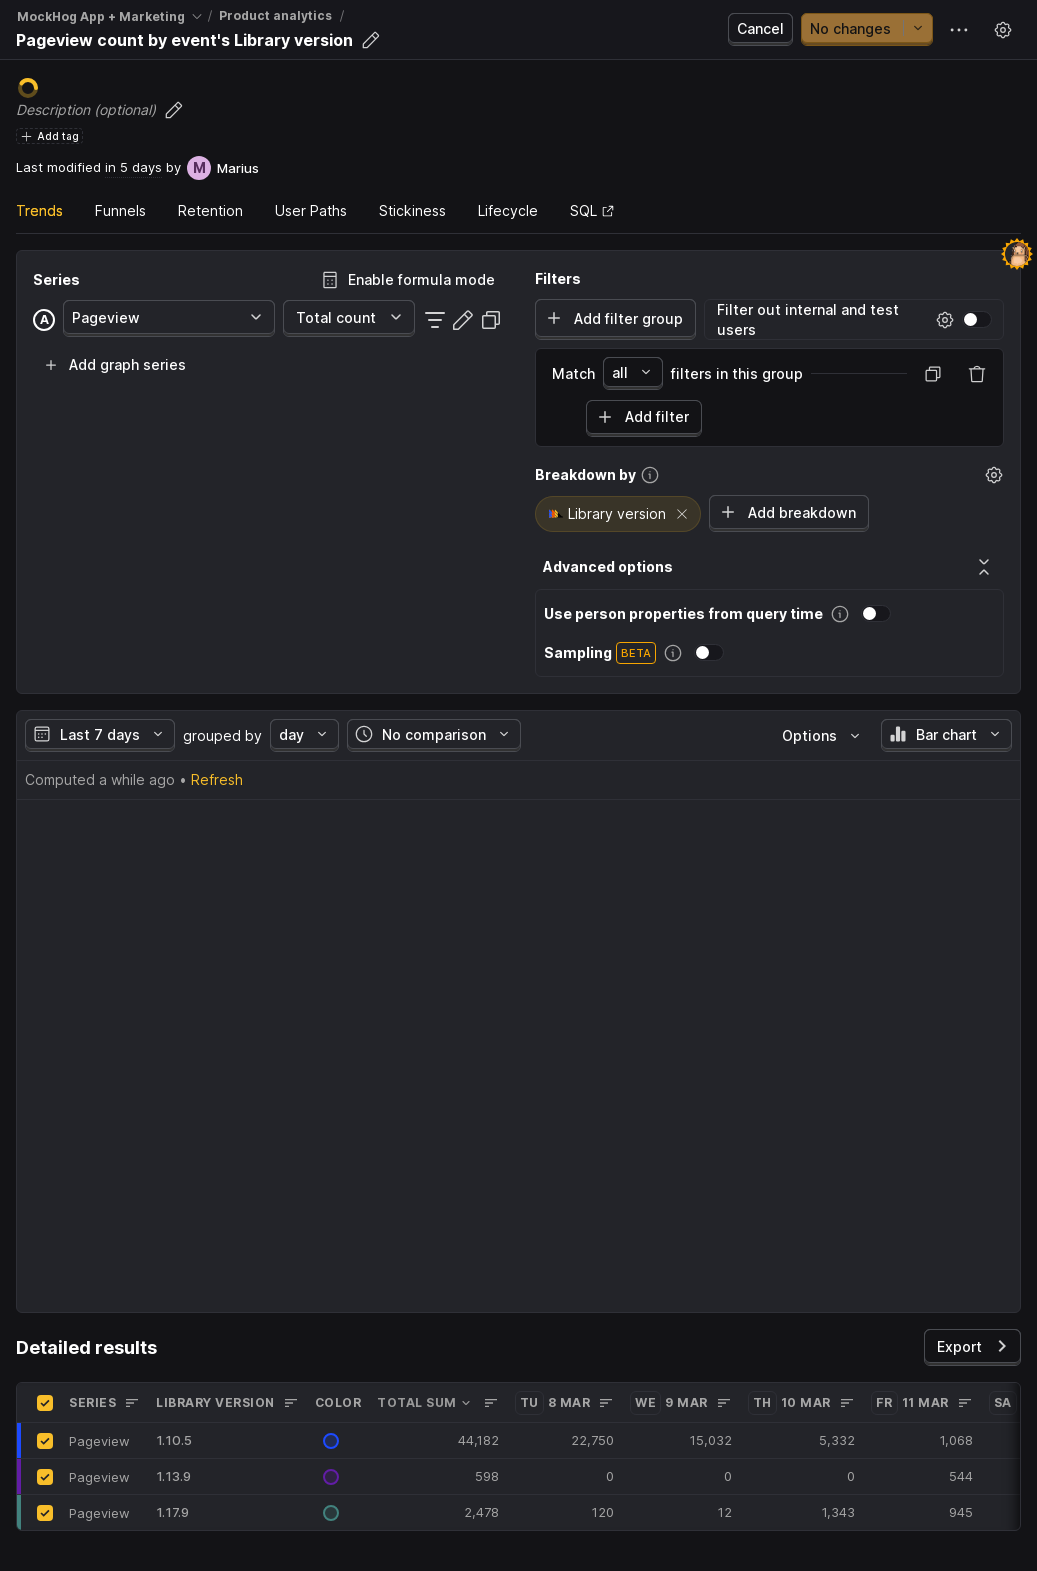 MockHog App + Marketing / Product analytics /
Pageview count by event's Library version
Cancel
No changes
Description (optional)
Add tag
Last modified in 5 days by M Marius
Trends Funnels Retention User Paths Stickiness Lifecycle SQL
Series
Enable formula mode
A Pageview Total count
Add graph series
Filters
Add filter group
Filter out internal and test users
Match all filters in this group
Add filter
Breakdown by
Library version
Add breakdown
Advanced options
Use person properties from query time
Sampling BETA
Last 7 days grouped by day No comparison Options Bar chart
Computed a while ago • Refresh
Detailed results
Export
SERIES LIBRARY VERSION COLOR TOTAL SUM TU 8 MAR WE 9 MAR TH 10 MAR FR 11 MAR SA
Pageview 1.10.5 44,182 22,750 15,032 5,332 1,068
Pageview 1.13.9 598 0 0 0 544
Pageview 1.17.9 2,478 120 12 1,343 945